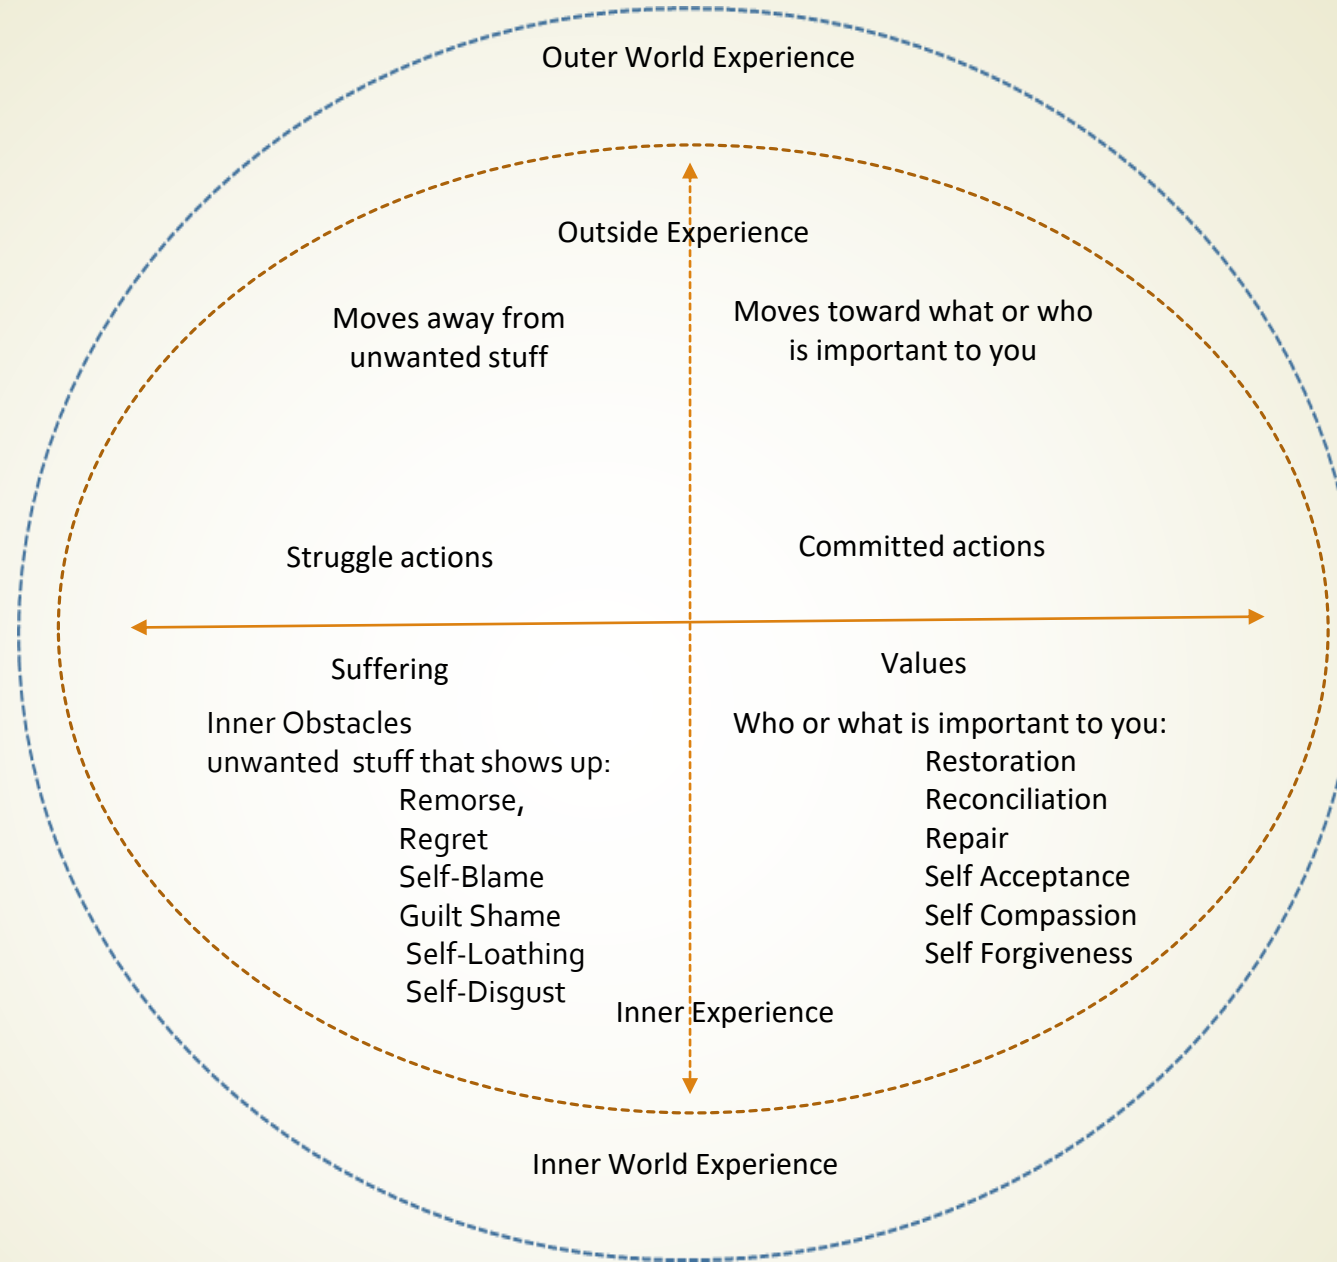 Outer World Experience
Outside Experience
Moves away from
unwanted stuff
Moves toward what or who
is important to you
Struggle actions
Committed actions
Suffering
Inner Obstacles
unwanted  stuff that shows up:
Remorse,
Regret
Self-Blame
Guilt Shame
Self-Loathing
Self-Disgust
Values
Who or what is important to you:
Restoration
Reconciliation
Repair
Self Acceptance
Self Compassion
Self Forgiveness
Inner Experience
Inner World Experience